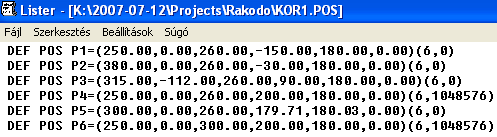 Lister - [K:\2007-07-12\Projects\Rakodo\KOR1.POS]
Fájl Szerkesztés Beállítások Súgó
DEF POS P1=(250.00,0.00,260.00,-150.00,180.00,0.00)(6,0)
DEF POS P2=(380.00,0.00,260.00,-30.00,180.00,0.00)(6,0)
DEF POS P3=(315.00,-112.00,260.00,90.00,180.00,0.00)(6,0)
DEF POS P4=(250.00,0.00,260.00,200.00,180.00,0.00)(6,1048576)
DEF POS P5=(300.00,0.00,260.00,179.71,180.03,0.00)(6,0)
DEF POS P6=(250.00,0.00,300.00,200.00,180.00,0.00)(6,1048576)